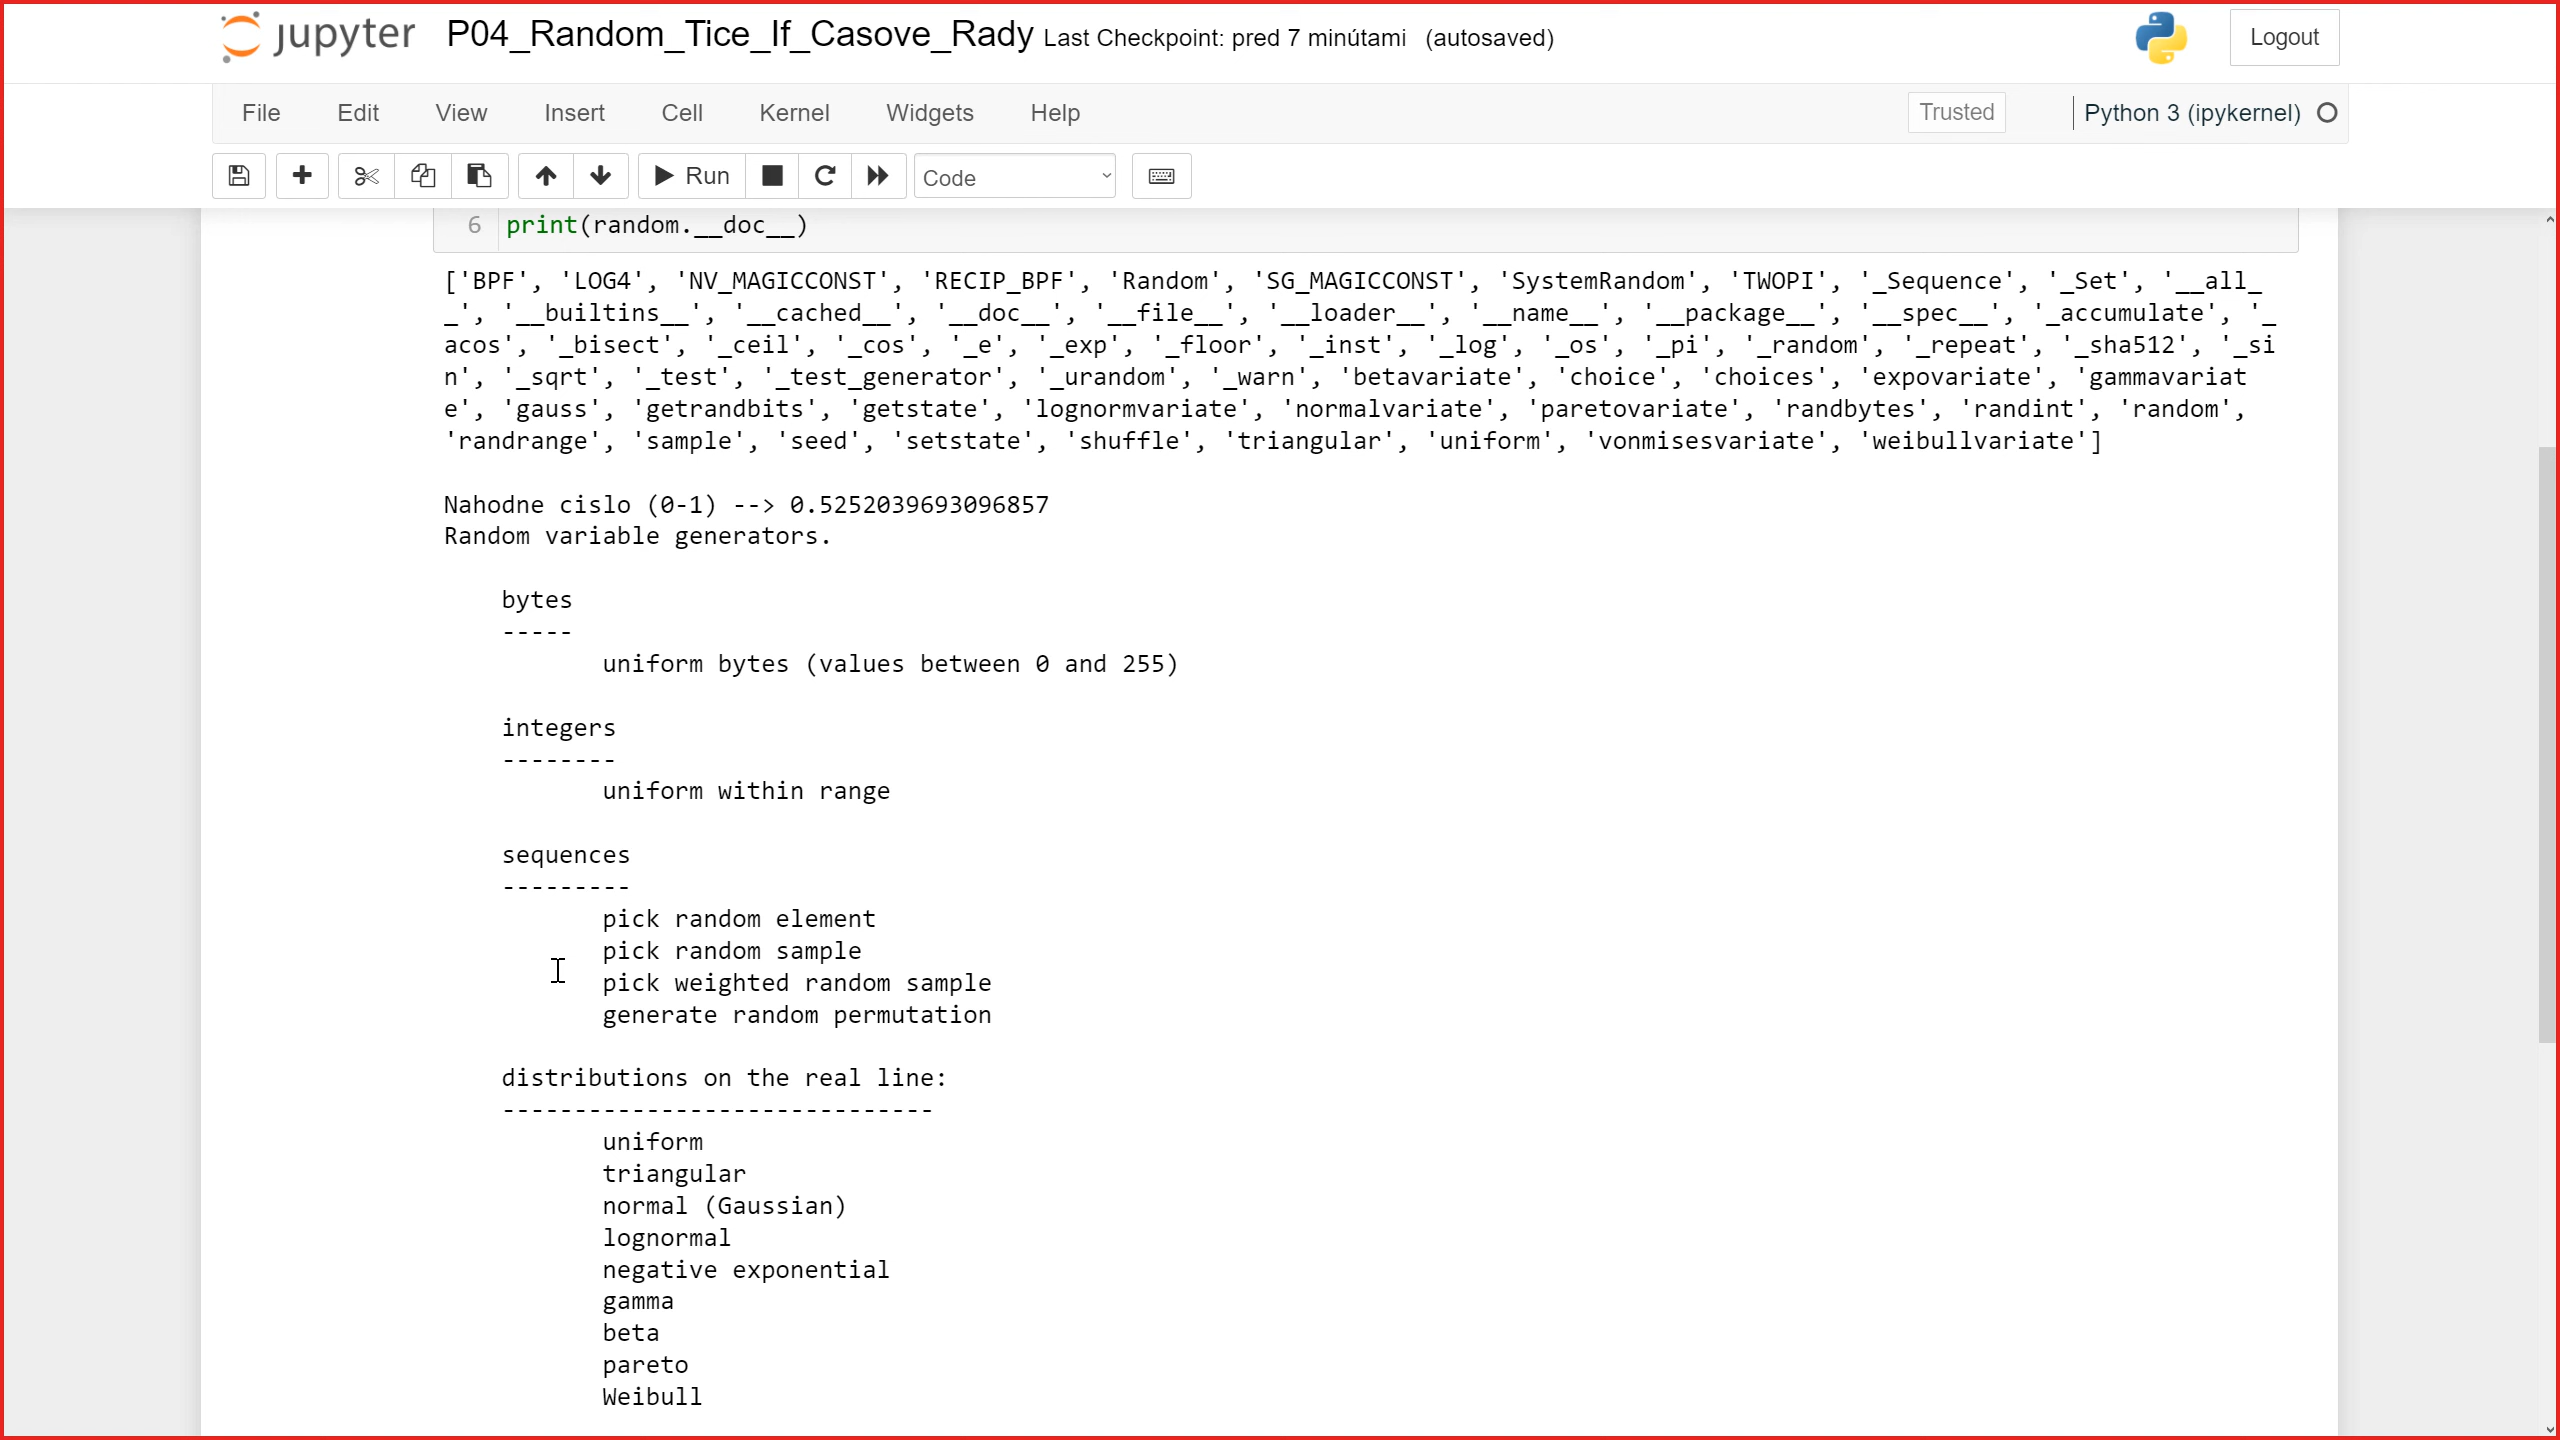 jupyter P04_Random_Tice_If_Casove_Rady Last Checkpoint: pred 7 minútami (autosaved) Logout
File Edit View Insert Cell Kernel Widgets Help Trusted Python 3 (ipykernel)
Run Code
6 print(random.__doc__)
['BPF', 'LOG4', 'NV_MAGICCONST', 'RECIP_BPF', 'Random', 'SG_MAGICCONST', 'SystemRandom', 'TWOPI', '_Sequence', '_Set', '__all_
_', '__builtins__', '__cached__', '__doc__', '__file__', '__loader__', '__name__', '__package__', '__spec__', '_accumulate', '_
acos', '_bisect', '_ceil', '_cos', '_e', '_exp', '_floor', '_inst', '_log', '_os', '_pi', '_random', '_repeat', '_sha512', '_si
n', '_sqrt', '_test', '_test_generator', '_urandom', '_warn', 'betavariate', 'choice', 'choices', 'expovariate', 'gammavariat
e', 'gauss', 'getrandbits', 'getstate', 'lognormvariate', 'normalvariate', 'paretovariate', 'randbytes', 'randint', 'random',
'randrange', 'sample', 'seed', 'setstate', 'shuffle', 'triangular', 'uniform', 'vonmisesvariate', 'weibullvariate']
Nahodne cislo (0-1) --> 0.5252039693096857
Random variable generators.
bytes
-----
uniform bytes (values between 0 and 255)
integers
--------
uniform within range
sequences
---------
pick random element
pick random sample
pick weighted random sample
generate random permutation
distributions on the real line:
------------------------------
uniform
triangular
normal (Gaussian)
lognormal
negative exponential
gamma
beta
pareto
Weibull